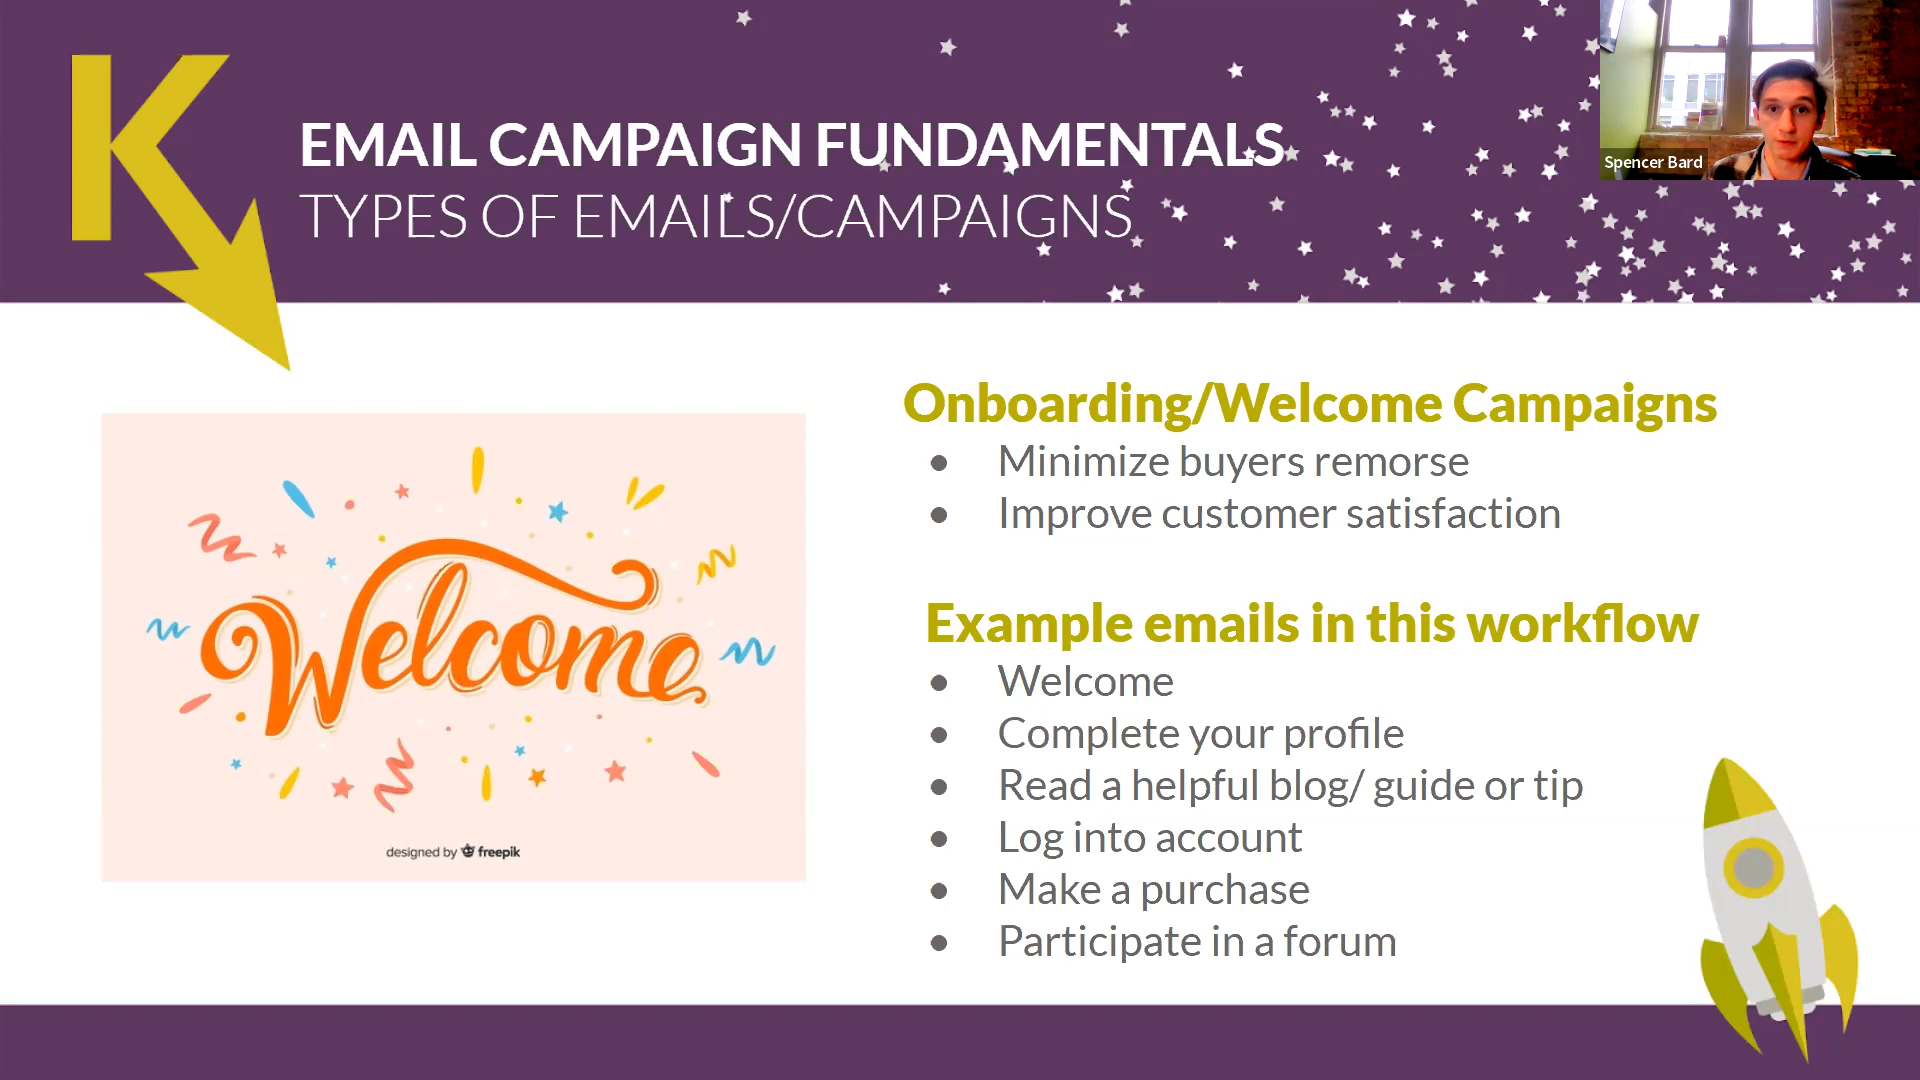 K
EMAIL CAMPAIGN FUNDAMENTALS
TYPES OF EMAILS/CAMPAIGNS
Spencer Bard
Onboarding/Welcome Campaigns
• Minimize buyers remorse
• Improve customer satisfaction
Example emails in this workflow
• Welcome
• Complete your profile
• Read a helpful blog/ guide or tip
• Log into account
• Make a purchase
• Participate in a forum
Welcome
designed by freepik